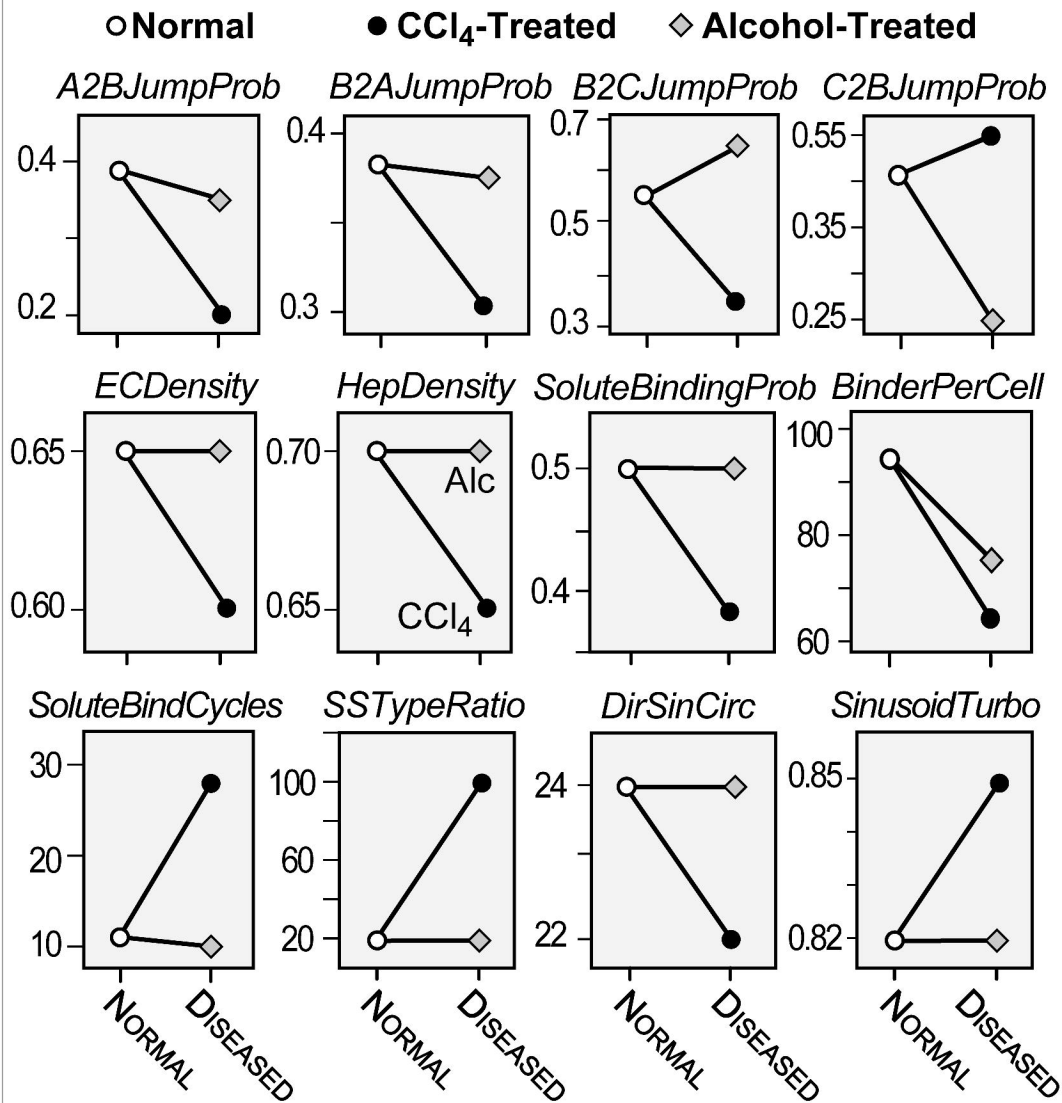 Normal CCl4-Treated Alcohol-Treated
A2BJumpProb B2AJumpProb B2CJumpProb C2BJumpProb
0.4 0.4 0.7 0.55
0.5 0.35
0.2 0.3 0.3 0.25
ECDensity HepDensity SoluteBindingProb BinderPerCell
0.65 0.70 0.5 100
Alc 80
0.60 0.65 CCl4 0.4 60
SoluteBindCycles SSTypeRatio DirSinCirc SinusoidTurbo
30 100 24 0.85
20 60
10 20 22 0.82
NORMAL DISEASED NORMAL DISEASED NORMAL DISEASED NORMAL DISEASED